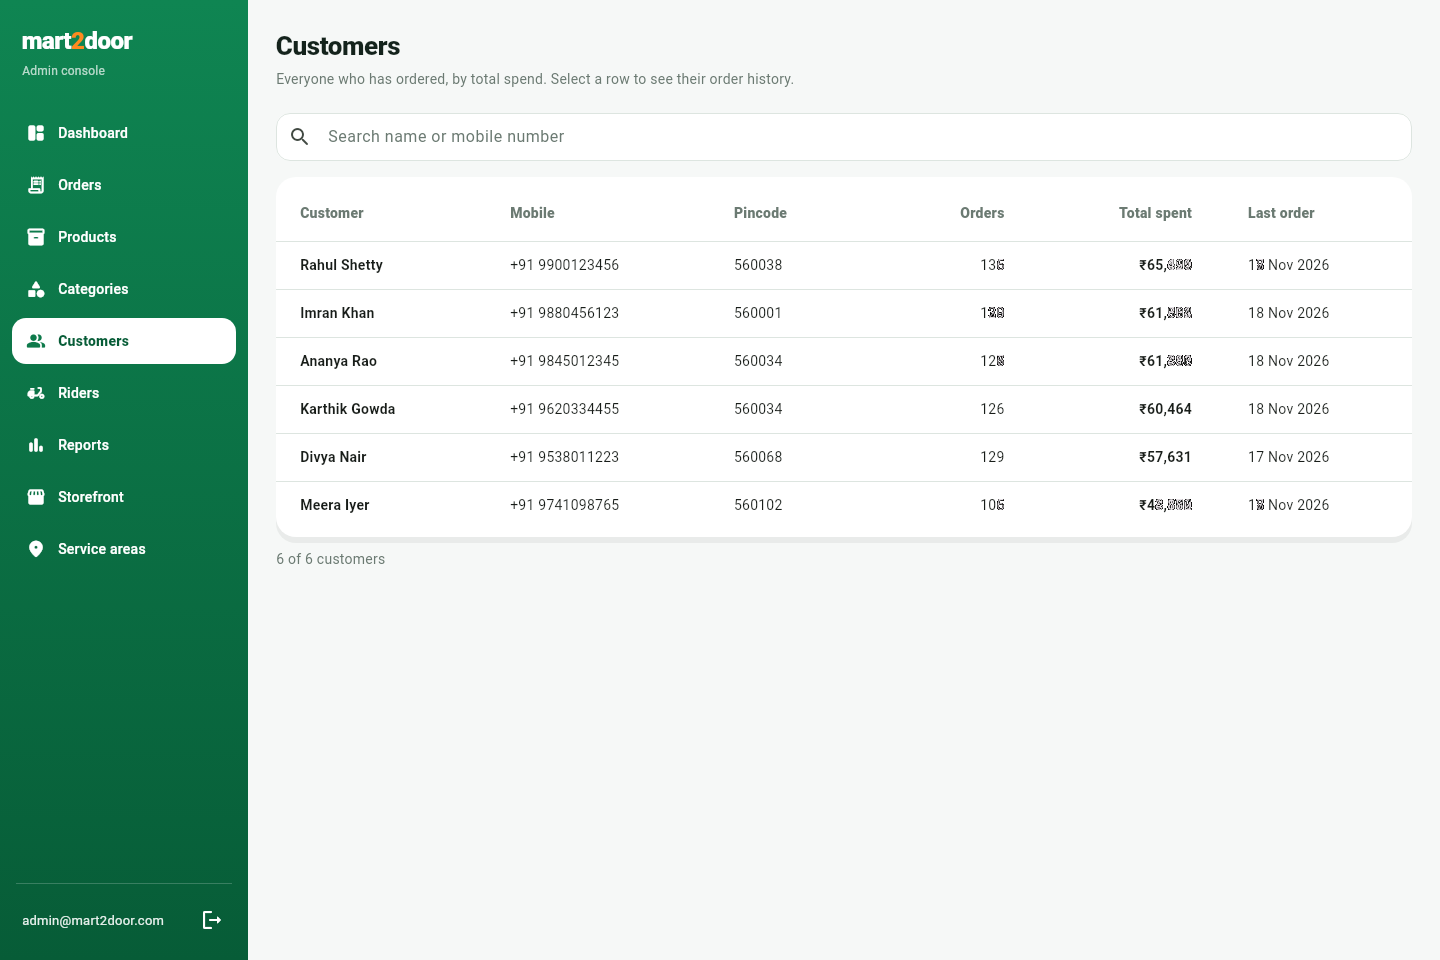 mart2door
Admin console
Dashboard
Orders
Products
Categories
Customers
Riders
Reports
Storefront
Service areas
admin@mart2door.com
Customers
Everyone who has ordered, by total spend. Select a row to see their order history.
Search name or mobile number
Customer Mobile Pincode Orders Total spent Last order
Rahul Shetty +91 9900123456 560038 Nov 2026
Imran Khan +91 9880456123 560001 18 Nov 2026
Ananya Rao +91 9845012345 560034 18 Nov 2026
Karthik Gowda +91 9620334455 560034 126 ₹60,464 18 Nov 2026
Divya Nair +91 9538011223 560068 129 ₹57,631 17 Nov 2026
Meera Iyer +91 9741098765 560102 Nov 2026
6 of 6 customers